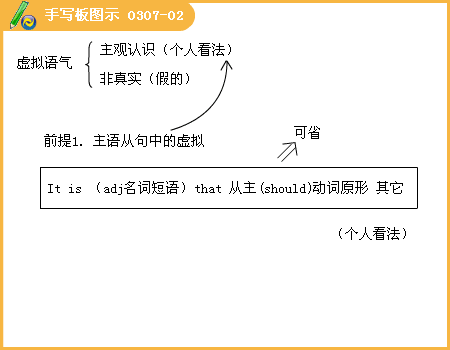 手写板图示 0307-02
主观认识（个人看法）
虚拟语气
非真实（假的）
前提1. 主语从句中的虚拟
可省
It is （adj名词短语）that 从主(should)动词原形 其它
（个人看法）